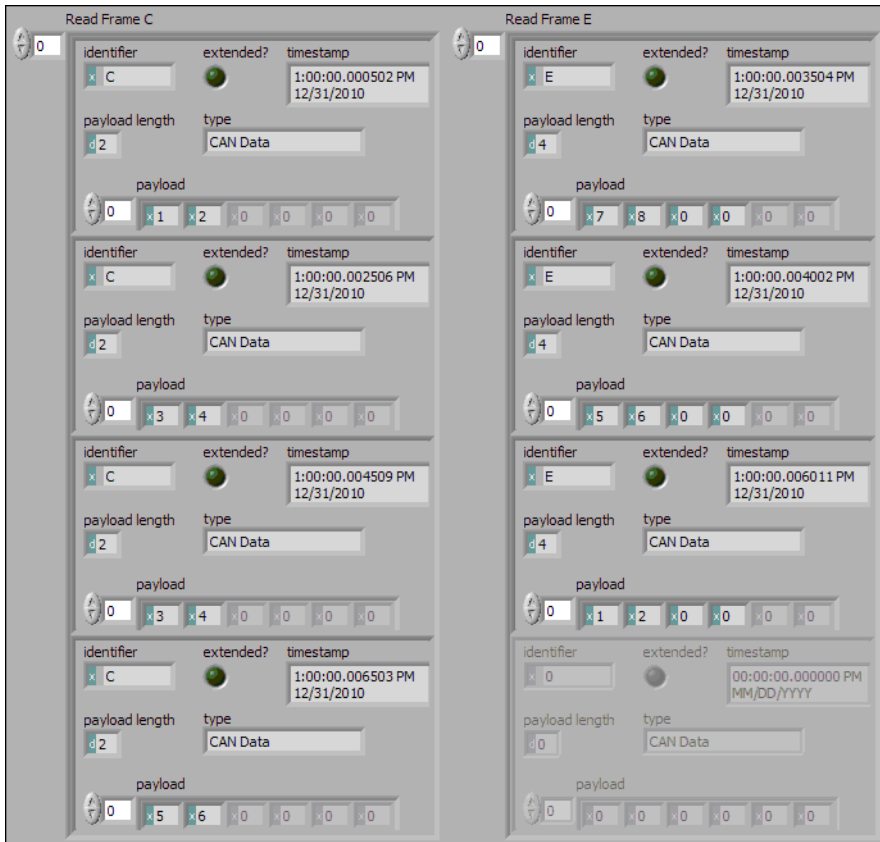 Read Frame C
0
identifier extended? timestamp
x C 1:00:00.000502 PM
12/31/2010
payload length type
d 2 CAN Data
payload
0 x 1 x 2 x 0 x 0 x 0 x 0
identifier extended? timestamp
x C 1:00:00.002506 PM
12/31/2010
payload length type
d 2 CAN Data
payload
0 x 3 x 4 x 0 x 0 x 0 x 0
identifier extended? timestamp
x C 1:00:00.004509 PM
12/31/2010
payload length type
d 2 CAN Data
payload
0 x 3 x 4 x 0 x 0 x 0 x 0
identifier extended? timestamp
x C 1:00:00.006503 PM
12/31/2010
payload length type
d 2 CAN Data
payload
0 x 5 x 6 x 0 x 0 x 0 x 0
Read Frame E
0
identifier extended? timestamp
x E 1:00:00.003504 PM
12/31/2010
payload length type
d 4 CAN Data
payload
0 x 7 x 8 x 0 x 0 x 0 x 0
identifier extended? timestamp
x E 1:00:00.004002 PM
12/31/2010
payload length type
d 4 CAN Data
payload
0 x 5 x 6 x 0 x 0 x 0 x 0
identifier extended? timestamp
x E 1:00:00.006011 PM
12/31/2010
payload length type
d 4 CAN Data
payload
0 x 1 x 2 x 0 x 0 x 0 x 0
identifier extended? timestamp
x 0 00:00:00.000000 PM
MM/DD/YYYY
payload length type
d 0 CAN Data
payload
0 x 0 x 0 x 0 x 0 x 0 x 0